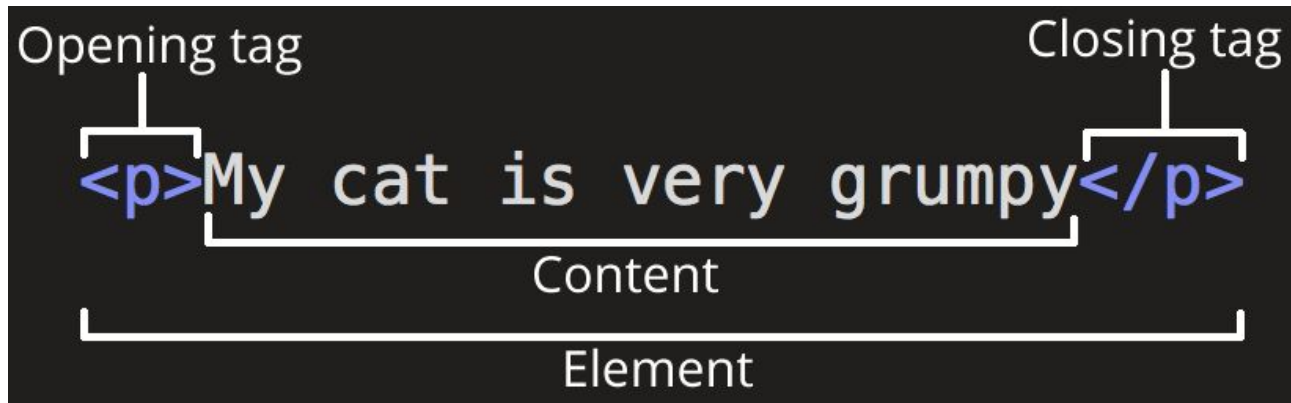 Opening tag
Closing tag
<p>My cat is very grumpy</p>
Content
Element